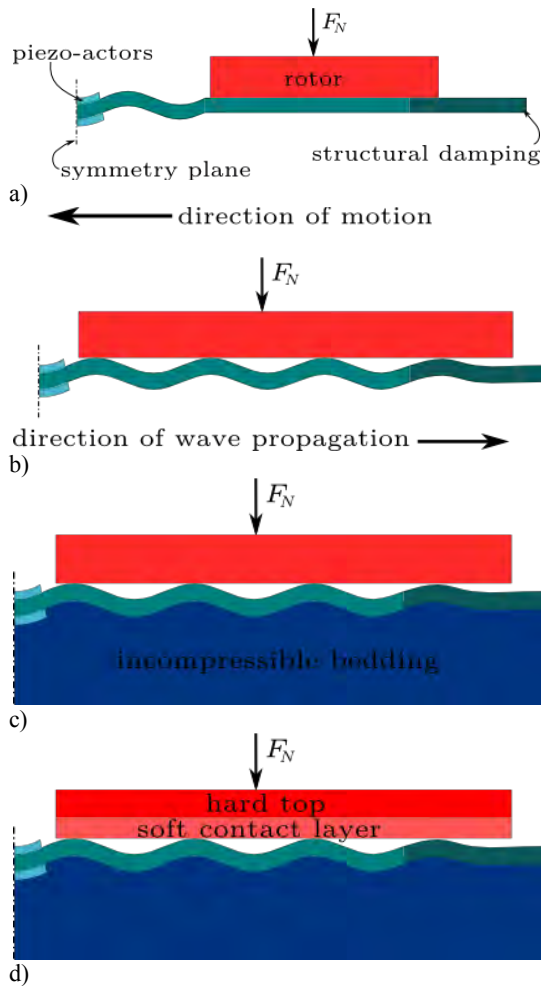 F_N
piezo-actors
rotor
structural damping
symmetry plane
a)
direction of motion
F_N
direction of wave propagation
b)
F_N
incompressible bedding
c)
F_N
hard top
soft contact layer
d)